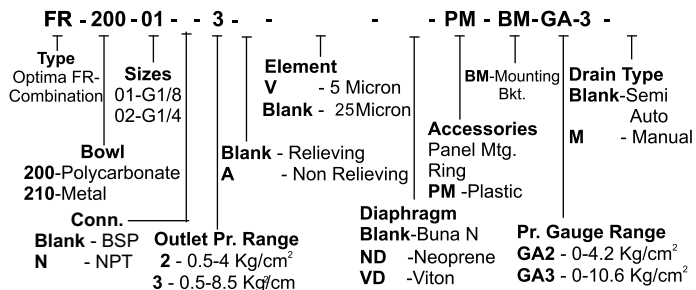 FR - 200 - 01 - - 3 - - - - - PM - BM-GA-3 -
Type
Optima FR-
Combination
Sizes
01-G1/8
02-G1/4
Bowl
200-Polycarbonate
210-Metal
Conn.
Blank - BSP
N - NPT
Outlet Pr. Range
2 - 0.5-4 Kg/cm²
3 - 0.5-8.5 Kg/cm²
Blank - Relieving
A - Non Relieving
Element
V - 5 Micron
Blank - 25Micron
Diaphragm
Blank-Buna N
ND -Neoprene
VD -Viton
Accessories
Panel Mtg.
Ring
PM -Plastic
BM-Mounting
Bkt.
Pr. Gauge Range
GA2 - 0-4.2 Kg/cm²
GA3 - 0-10.6 Kg/cm²
Drain Type
Blank-Semi
Auto
M - Manual